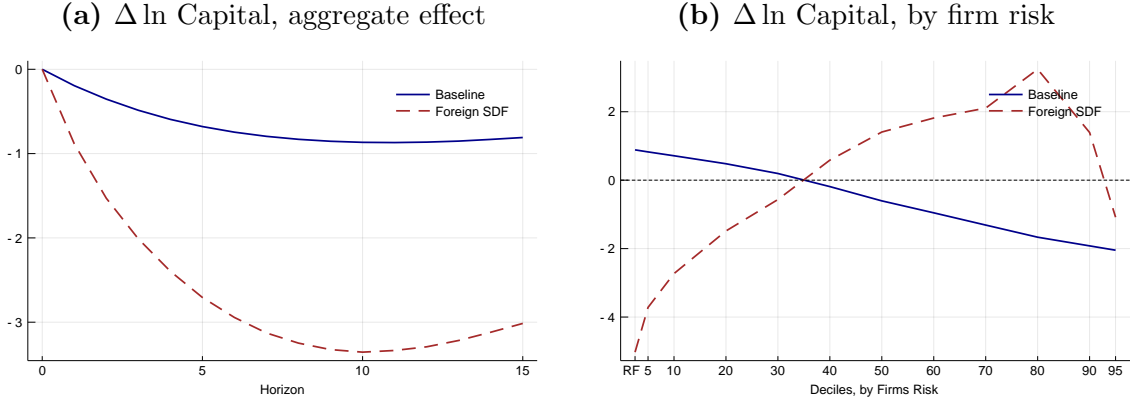 (a) Δ ln Capital, aggregate effect
0
- 1
- 2
- 3
Baseline
Foreign SDF
0 5 10 15
Horizon
(b) Δ ln Capital, by firm risk
2
0
- 2
- 4
Baseline
Foreign SDF
RF 5 10 20 30 40 50 60 70 80 90 95
Deciles, by Firms Risk